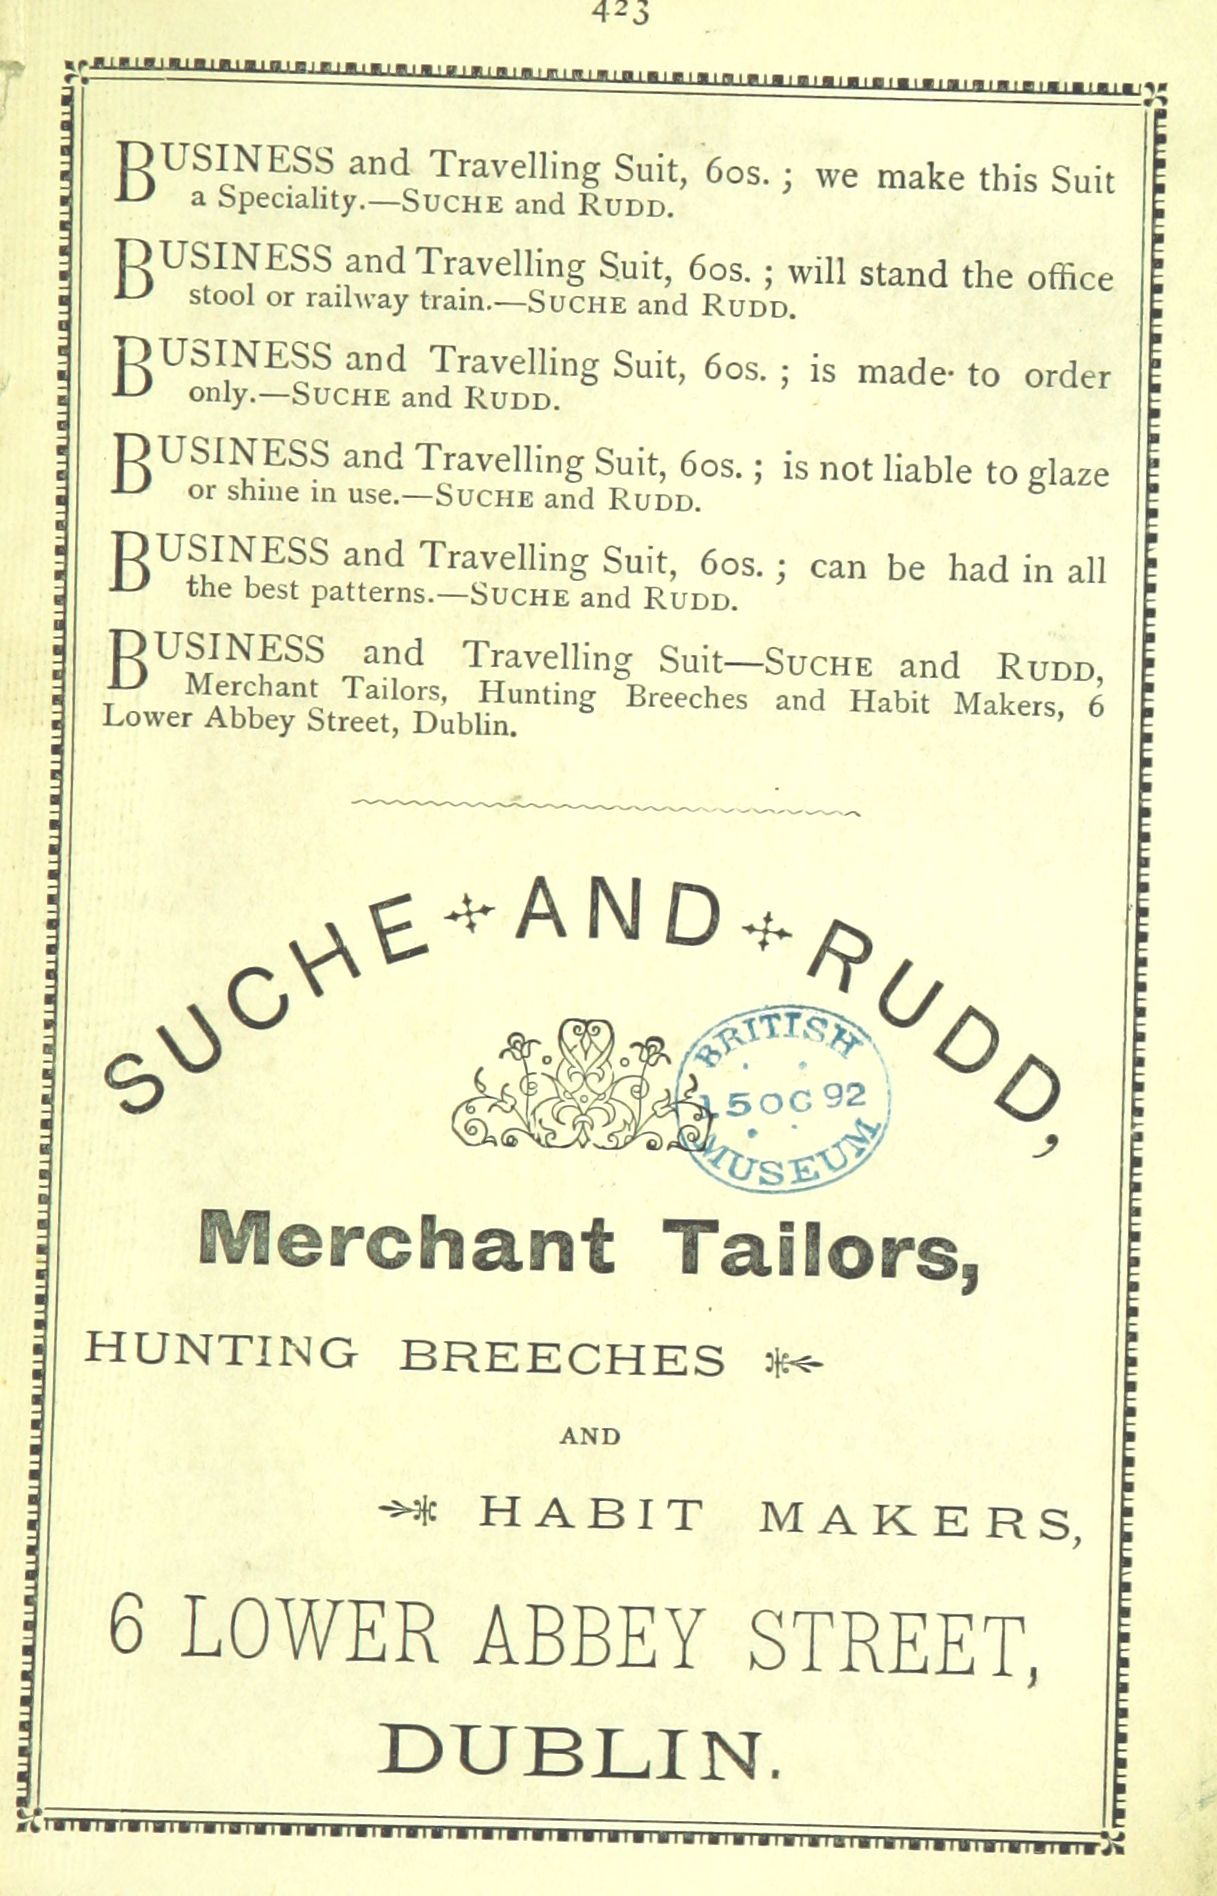 423
BUSINESS and Travelling Suit, 60s. ; we make this Suit
a Speciality.—SUCHE and RUDD.
BUSINESS and Travelling Suit, 60s. ; will stand the office
stool or railway train.—SUCHE and RUDD.
BUSINESS and Travelling Suit, 60s. ; is made to order
only.—SUCHE and RUDD.
BUSINESS and Travelling Suit, 60s. ; is not liable to glaze
or shine in use.—SUCHE and RUDD.
BUSINESS and Travelling Suit, 60s. ; can be had in all
the best patterns.—SUCHE and RUDD.
BUSINESS and Travelling Suit—SUCHE and RUDD,
Merchant Tailors, Hunting Breeches and Habit Makers, 6
Lower Abbey Street, Dublin.
SUCHE AND RUDD,
BRITISH
15 OC 92
MUSEUM
Merchant Tailors,
HUNTING BREECHES
AND
HABIT MAKERS,
6 LOWER ABBEY STREET,
DUBLIN.